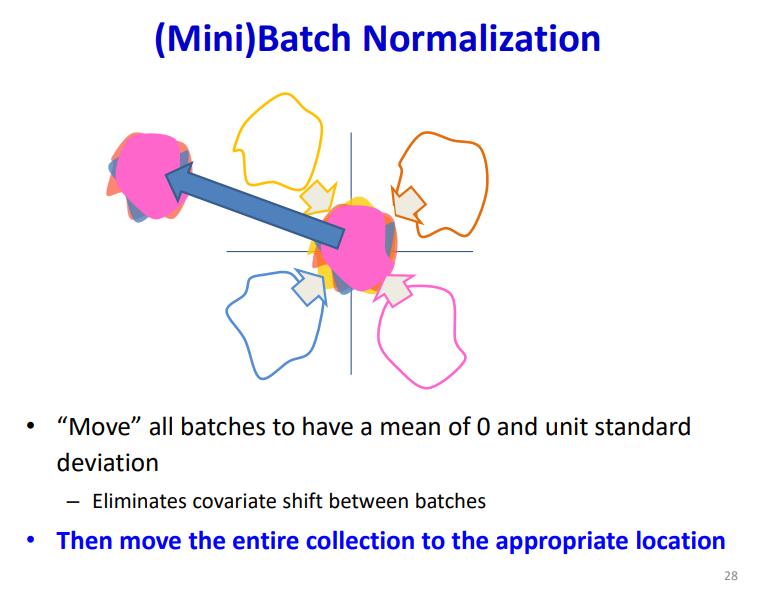 (Mini)Batch Normalization
• “Move” all batches to have a mean of 0 and unit standard
deviation
– Eliminates covariate shift between batches
• Then move the entire collection to the appropriate location
28